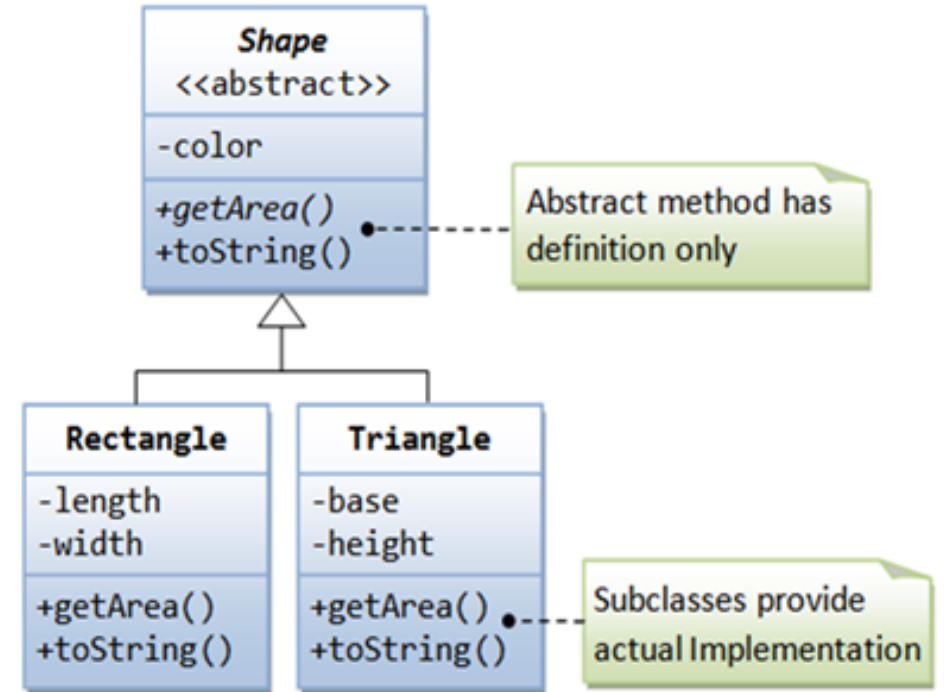 Shape
<<abstract>>
-color
+getArea()
+toString()
Abstract method has
definition only
Rectangle
-length
-width
+getArea()
+toString()
Triangle
-base
-height
+getArea()
+toString()
Subclasses provide
actual Implementation